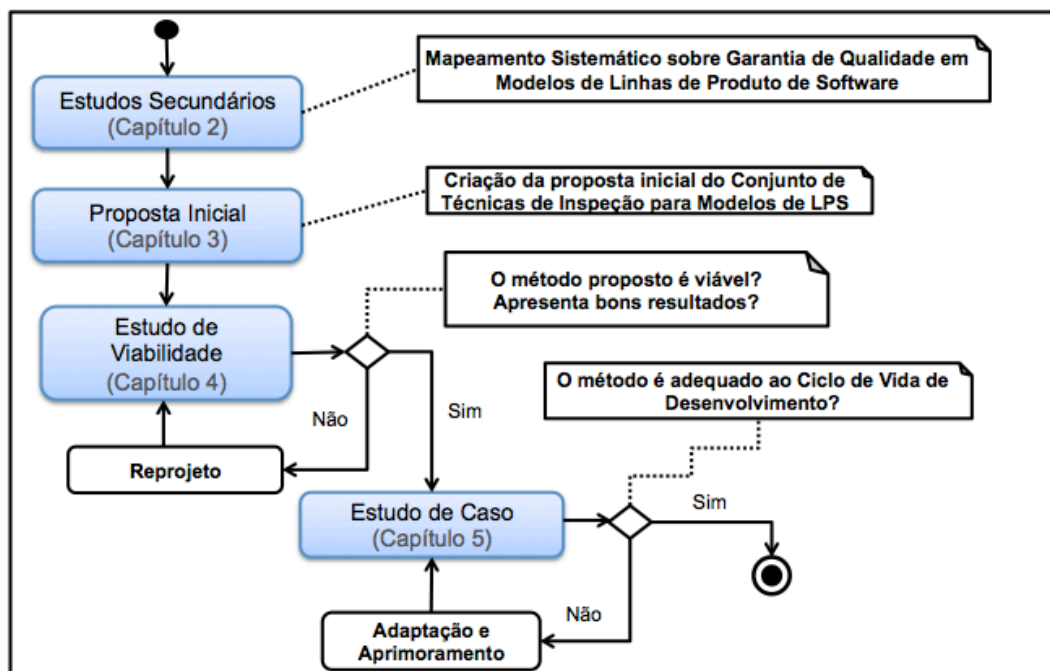 Mapeamento Sistemático sobre Garantia de Qualidade em
Modelos de Linhas de Produto de Software
Estudos Secundários
(Capítulo 2)
Criação da proposta inicial do Conjunto de
Técnicas de Inspeção para Modelos de LPS
Proposta Inicial
(Capítulo 3)
O método proposto é viável?
Apresenta bons resultados?
Estudo de
Viabilidade
(Capítulo 4)
O método é adequado ao Ciclo de Vida de
Desenvolvimento?
Não
Sim
Reprojeto
Estudo de Caso
(Capítulo 5)
Sim
Não
Adaptação e
Aprimoramento